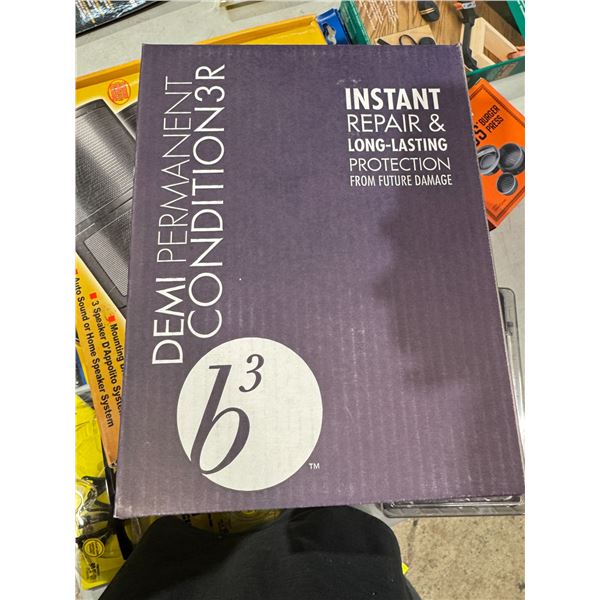 DEMI PERMANENT
CONDITION3R
b3
TM
INSTANT
REPAIR &
LONG-LASTING
PROTECTION
FROM FUTURE DAMAGE
BURGER
PRESS
3 Speaker D'Appolito System
Auto Sound or Home Speaker System
Mounting